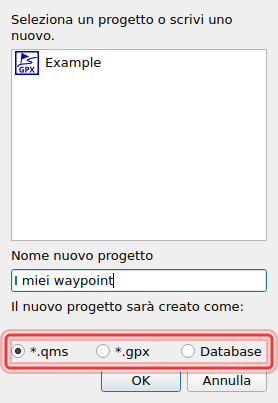 Seleziona un progetto o scrivi uno
nuovo.
GPX Example
Nome nuovo progetto
I miei waypoint
Il nuovo progetto sarà creato come:
*.qms *.gpx Database
OK Annulla